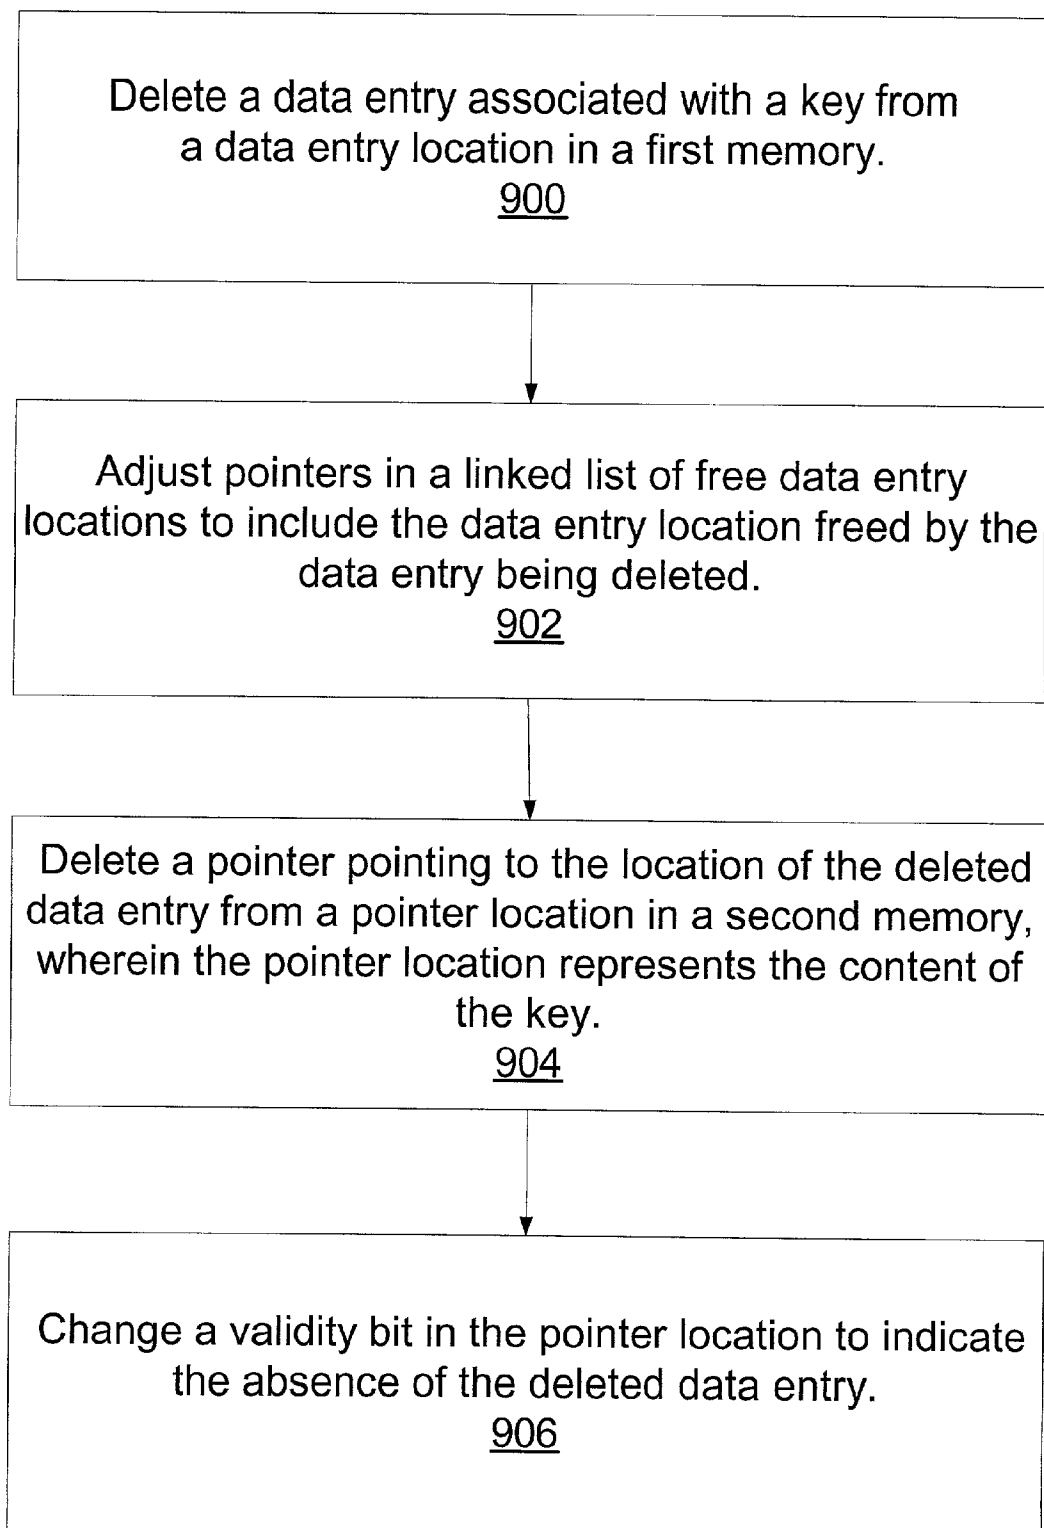 Delete a data entry associated with a key from
a data entry location in a first memory.
900
Adjust pointers in a linked list of free data entry
locations to include the data entry location freed by the
data entry being deleted.
902
Delete a pointer pointing to the location of the deleted
data entry from a pointer location in a second memory,
wherein the pointer location represents the content of
the key.
904
Change a validity bit in the pointer location to indicate
the absence of the deleted data entry.
906